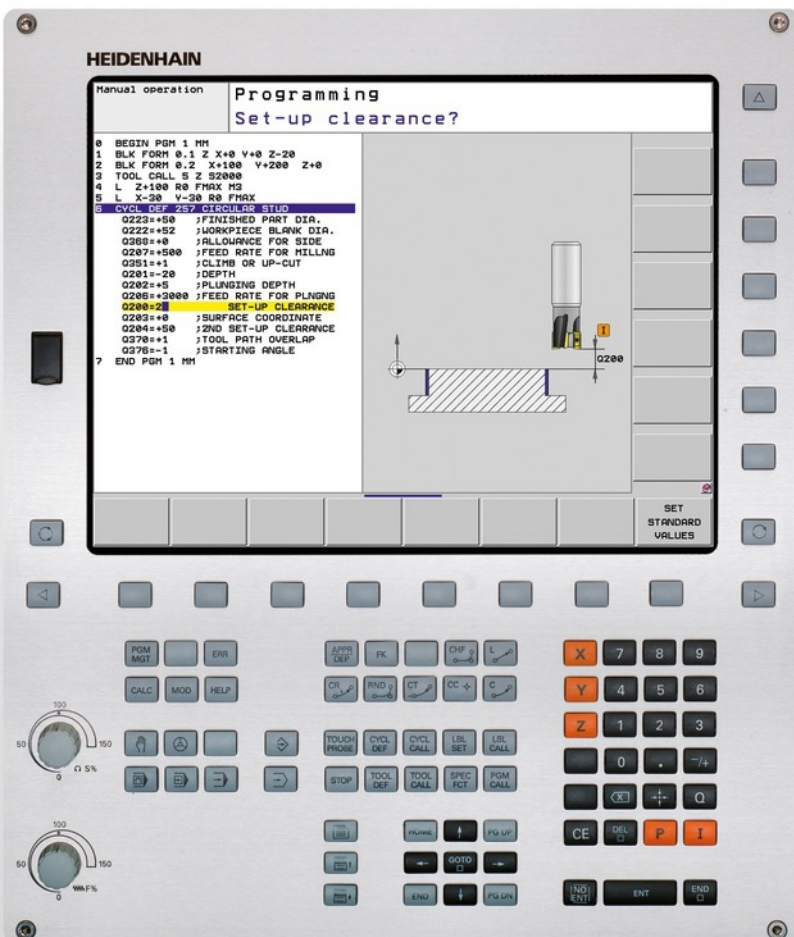 HEIDENHAIN
Manual operation
Programming
Set-up clearance?
0 BEGIN PGM 1 MM
1 BLK FORM 0.1 Z X+0 Y+0 Z-20
2 BLK FORM 0.2 X+100 Y+200 Z+0
3 TOOL CALL 5 Z S2000
4 L Z+100 R0 FMAX M3
5 L X-30 Y-30 R0 FMAX
6 CYCL DEF 257 CIRCULAR STUD
Q223=+50 ;FINISHED PART DIA.
Q222=+52 ;WORKPIECE BLANK DIA.
Q368=+0 ;ALLOWANCE FOR SIDE
Q207=+500 ;FEED RATE FOR MILLNG
Q351=+1 ;CLIMB OR UP-CUT
Q201=-20 ;DEPTH
Q202=+5 ;PLUNGING DEPTH
Q206=+3000 ;FEED RATE FOR PLNGNG
Q200=2 SET-UP CLEARANCE
Q203=+0 ;SURFACE COORDINATE
Q204=+50 ;2ND SET-UP CLEARANCE
Q370=+1 ;TOOL PATH OVERLAP
Q376=-1 ;STARTING ANGLE
7 END PGM 1 MM
I
Q200
SET
STANDARD
VALUES
PGM MGT ERR
APPR DEP FK CHF L
X 7 8 9
CALC MOD HELP
CR RND CT CC C
Y 4 5 6
100
50 150
0 S%
TOUCH PROBE CYCL DEF CYCL CALL LBL SET LBL CALL
Z 1 2 3
0 . -/+
STOP TOOL DEF TOOL CALL SPEC FCT PGM CALL
X Q
100
50 150
0 F%
HOME PG UP
CE DEL P I
GOTO
END PG DN
NO ENT ENT END